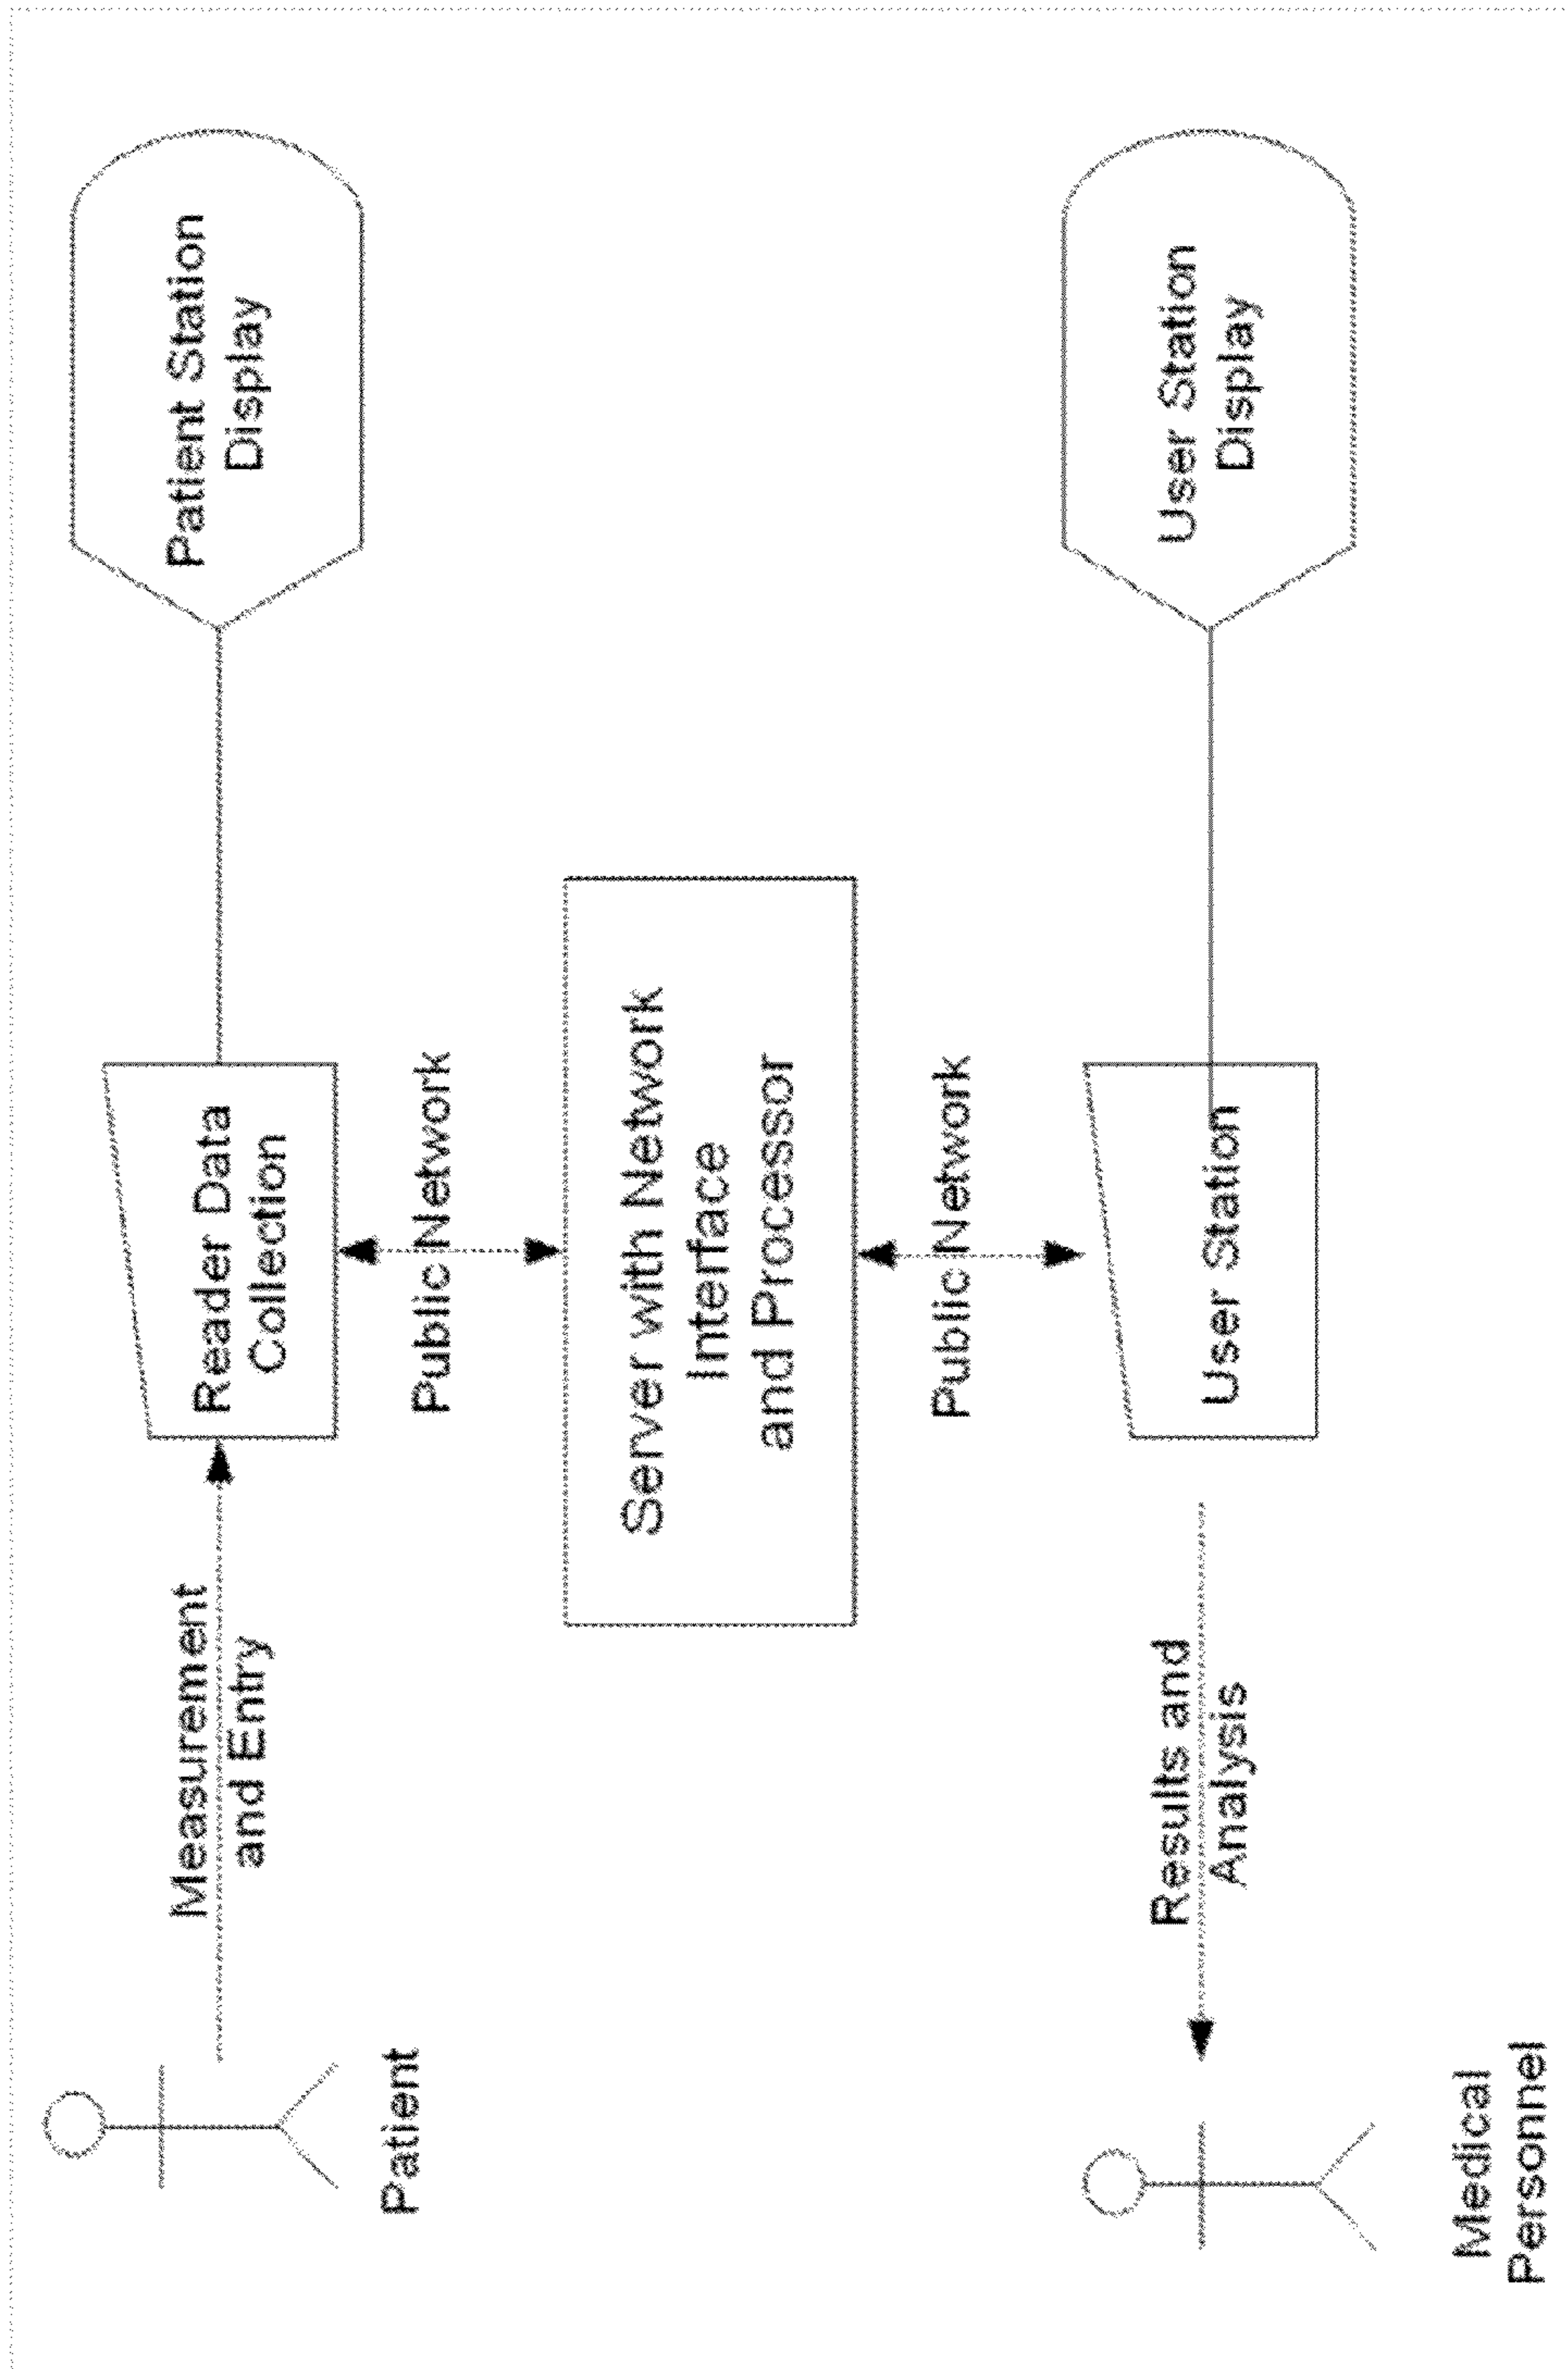 Patient
Measurement
and Entry
Reader Data
Collection
Patient Station
Display
Public Network
Server with Network
Interface
and Processor
Public Network
Medical
Personnel
Results and
Analysis
User Station
User Station
Display